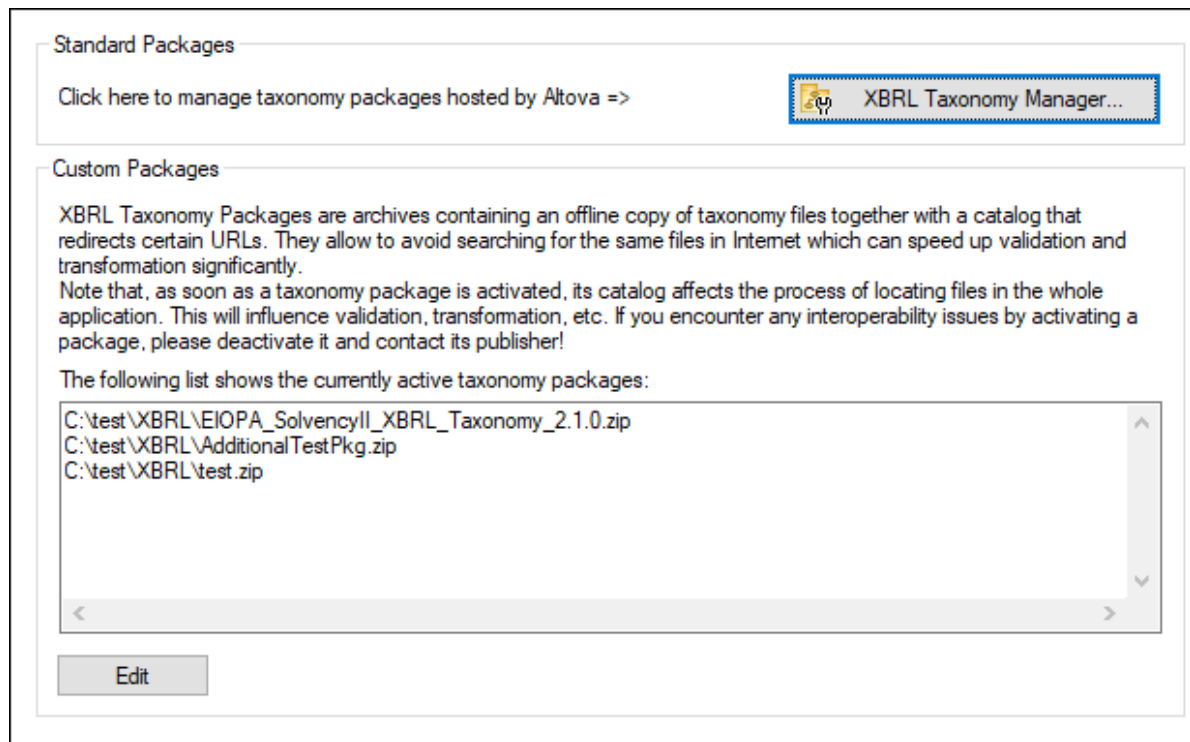 Standard Packages
Click here to manage taxonomy packages hosted by Altova =>
XBRL Taxonomy Manager...
Custom Packages
XBRL Taxonomy Packages are archives containing an offline copy of taxonomy files together with a catalog that
redirects certain URLs. They allow to avoid searching for the same files in Internet which can speed up validation and
transformation significantly.
Note that, as soon as a taxonomy package is activated, its catalog affects the process of locating files in the whole
application. This will influence validation, transformation, etc. If you encounter any interoperability issues by activating a
package, please deactivate it and contact its publisher!
The following list shows the currently active taxonomy packages:
C:\test\XBRL\EIOPA_SolvencyII_XBRL_Taxonomy_2.1.0.zip
C:\test\XBRL\AdditionalTestPkg.zip
C:\test\XBRL\test.zip
Edit